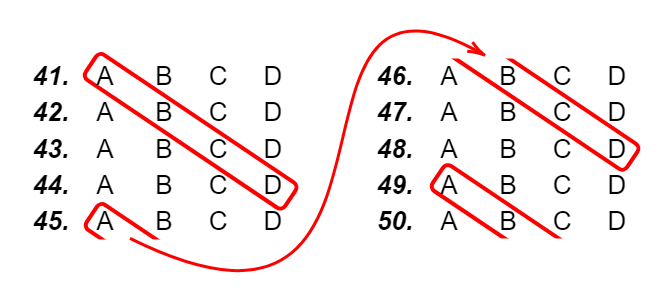 41. A B C D
42. A B C D
43. A B C D
44. A B C D
45. A B C D
46. A B C D
47. A B C D
48. A B C D
49. A B C D
50. A B C D